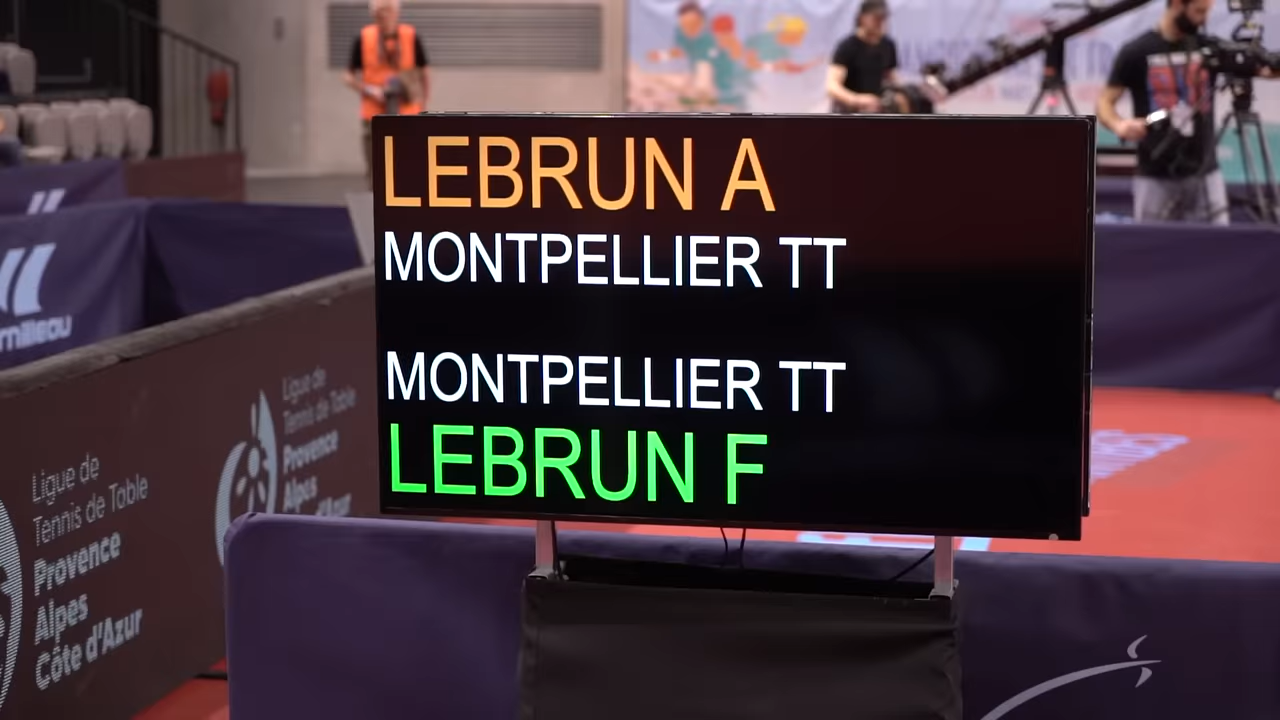 LEBRUN A
MONTPELLIER TT
MONTPELLIER TT
LEBRUN F
Ligue de
Tennis de Table
Provence
Alpes
Côte d'Azur
Ligue de
Tennis de Table
Provence
Alpes
d'Azur